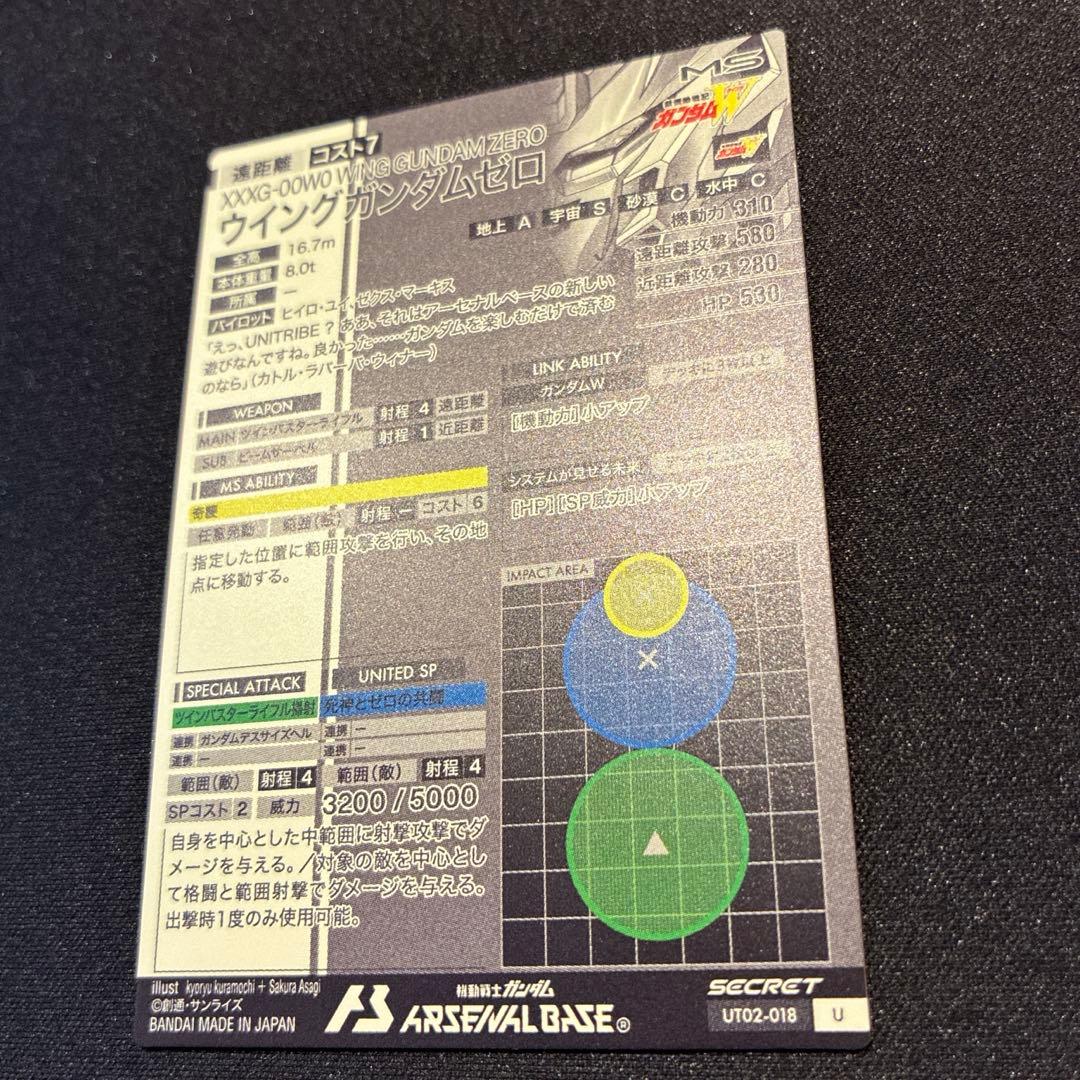 MS
新機動戦記
ガンダムW
遠距離 コスト7
XXXG-00W0 WING GUNDAM ZERO
ウイングガンダムゼロ
地上 A 宇宙 S 砂漠 C 水中 C
全高 16.7m
本体重量 8.0t
所属 ー
パイロット ヒイロ・ユイ、ゼクス・マーキス
機動力 310
遠距離攻撃 580
近距離攻撃 280
HP 530
「えっ、UNITRIBE？ ああ、それはアーセナルベースの新しい
遊びなんですね。良かった……ガンダムを楽しむだけで済む
のなら」（カトル・ラバーバ・ウィナー）
WEAPON
MAIN ツインバスターライフル 射程 4 遠距離
SUB ビームサーベル 射程 1 近距離
MS ABILITY
奇襲
任意発動 範囲(敵) 射程 ー コスト 6
指定した位置に範囲攻撃を行い、その地
点に移動する。
LINK ABILITY
ガンダムW デッキに3枚以上
[機動力]小アップ
システムが見せる未来
[HP][SP威力]小アップ
IMPACT AREA
SPECIAL ATTACK
ツインバスターライフル播射
連携 ガンダムデスサイズヘル
連携 ー
範囲(敵) 射程 4
UNITED SP
死神とゼロの共闘
連携 ー
連携 ー
範囲(敵) 射程 4
SPコスト 2 威力 3200 / 5000
自身を中心とした中範囲に射撃攻撃でダ
メージを与える。／対象の敵を中心とし
て格闘と範囲射撃でダメージを与える。
出撃時1度のみ使用可能。
illust kyoryu kuramochi + Sakura Asagi
©創通・サンライズ
BANDAI MADE IN JAPAN
機動戦士ガンダム
ARSENAL BASE®
SECRET
UT02-018 U